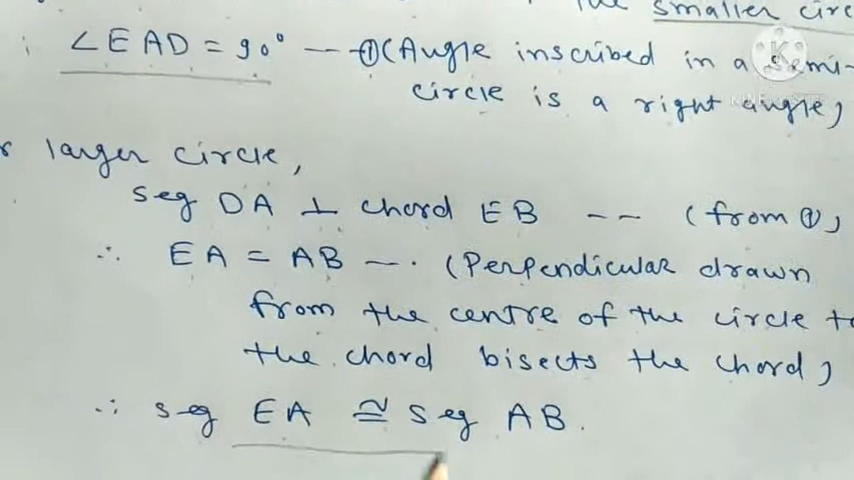 The smaller circ
∴ ∠EAD = 90° -- ① (Angle inscribed in a semi-
circle is a right angle)
larger circle,
seg DA ⊥ chord EB -- (from ①)
∴ EA = AB -- . (Perpendicular drawn
from the centre of the circle to
the chord bisects the chord)
∴ seg EA ≅ seg AB.